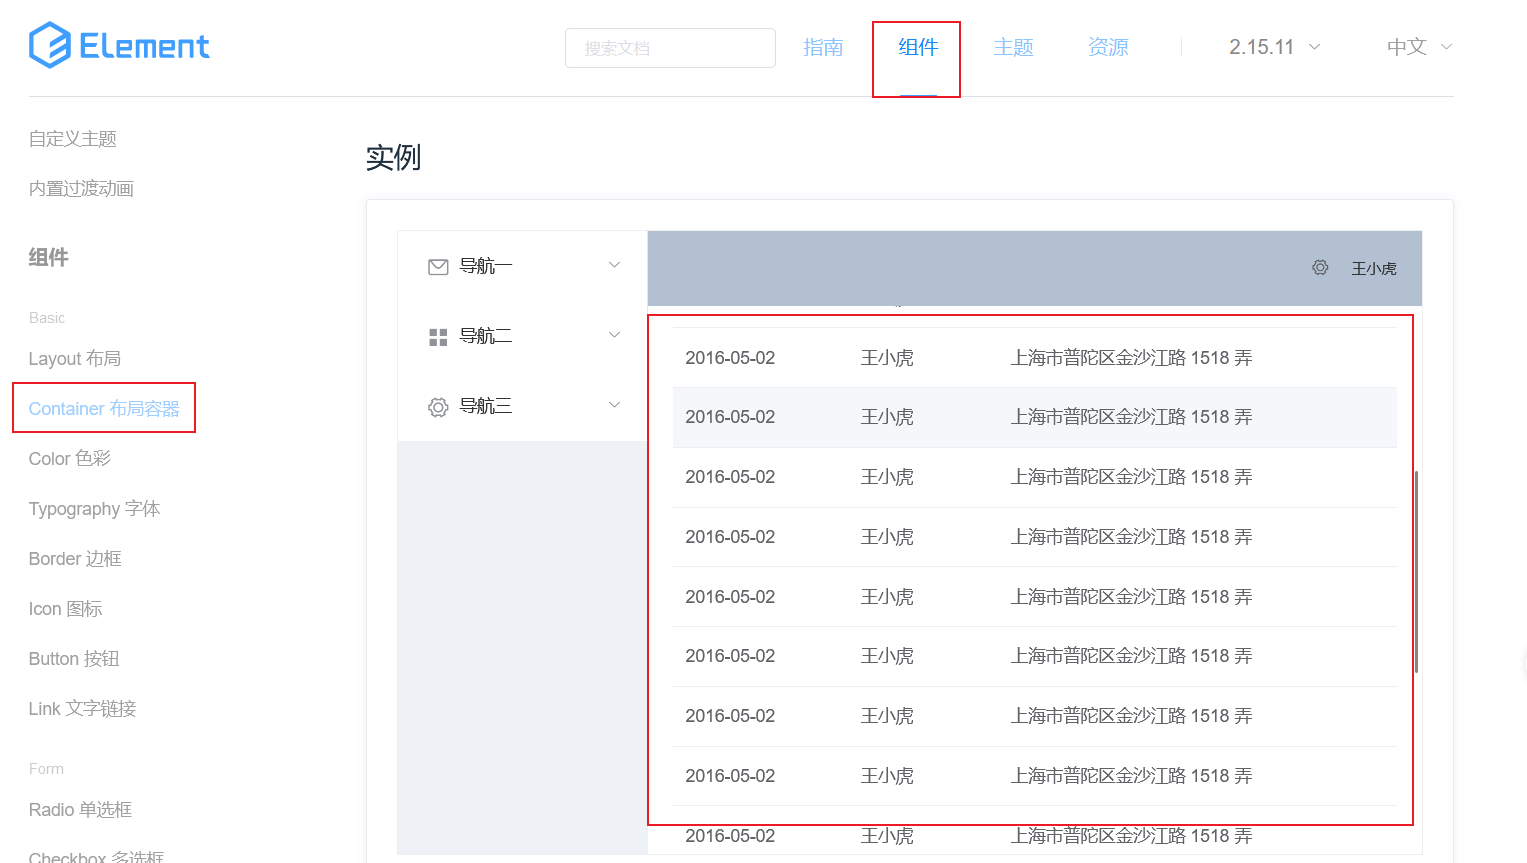 Element
搜索文档
指南
组件
主题
资源
2.15.11
中文
自定义主题
内置过渡动画
组件
Basic
Layout 布局
Container 布局容器
Color 色彩
Typography 字体
Border 边框
Icon 图标
Button 按钮
Link 文字链接
Form
Radio 单选框
Checkbox 多选框
实例
导航一
导航二
导航三
王小虎
2016-05-02 王小虎 上海市普陀区金沙江路 1518 弄
2016-05-02 王小虎 上海市普陀区金沙江路 1518 弄
2016-05-02 王小虎 上海市普陀区金沙江路 1518 弄
2016-05-02 王小虎 上海市普陀区金沙江路 1518 弄
2016-05-02 王小虎 上海市普陀区金沙江路 1518 弄
2016-05-02 王小虎 上海市普陀区金沙江路 1518 弄
2016-05-02 王小虎 上海市普陀区金沙江路 1518 弄
2016-05-02 王小虎 上海市普陀区金沙江路 1518 弄
2016-05-02 王小虎 上海市普陀区金沙江路 1518 弄